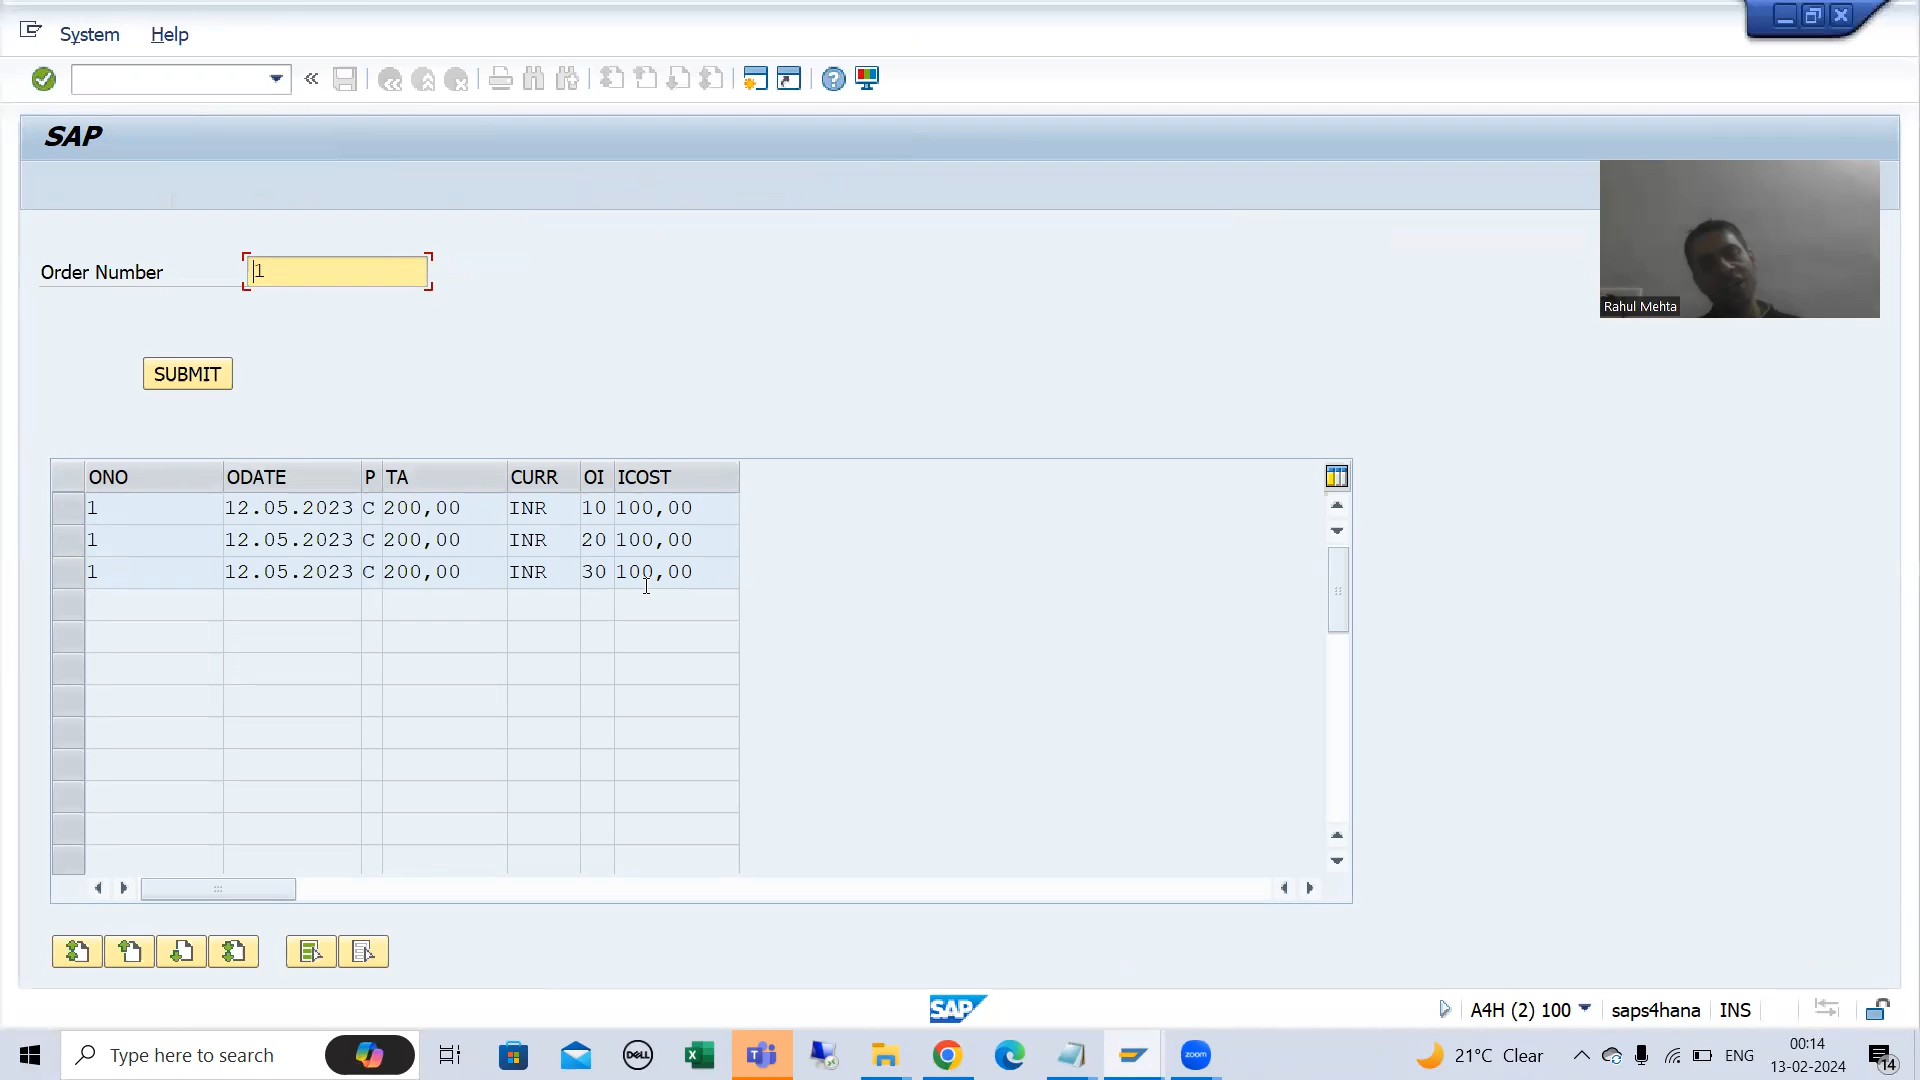 System Help
SAP
Rahul Mehta
Order Number 1
SUBMIT
ONO ODATE P TA CURR OI ICOST
1 12.05.2023 C 200,00 INR 10 100,00
1 12.05.2023 C 200,00 INR 20 100,00
1 12.05.2023 C 200,00 INR 30 100,00
SAP
A4H (2) 100 saps4hana INS
Type here to search
DELL
zoom
21°C Clear
ENG
00:14
13-02-2024
14